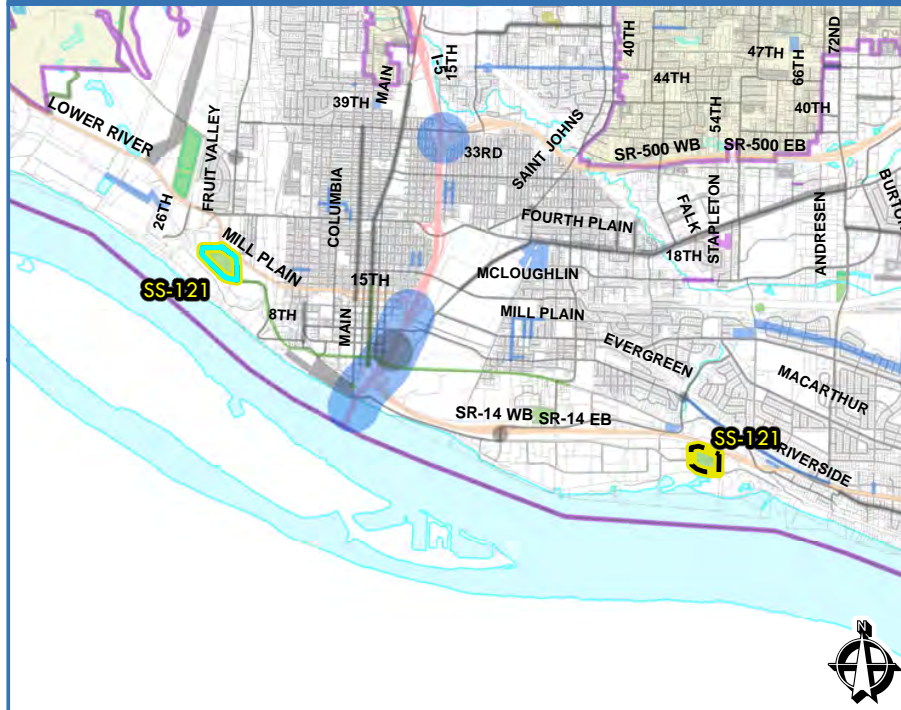 I-5
15TH
40TH
47TH
66TH
72ND
44TH
MAIN
39TH
54TH
40TH
LOWER RIVER
FRUIT VALLEY
33RD
SAINT JOHNS
SR-500 WB
SR-500 EB
26TH
COLUMBIA
FOURTH PLAIN
FALK
STAPLETON
ANDRESEN
MILL PLAIN
18TH
SS-121
15TH
MCLOUGHLIN
8TH
MAIN
MILL PLAIN
EVERGREEN
MACARTHUR
SR-14 WB
SR-14 EB
SS-121
RIVERSIDE
N